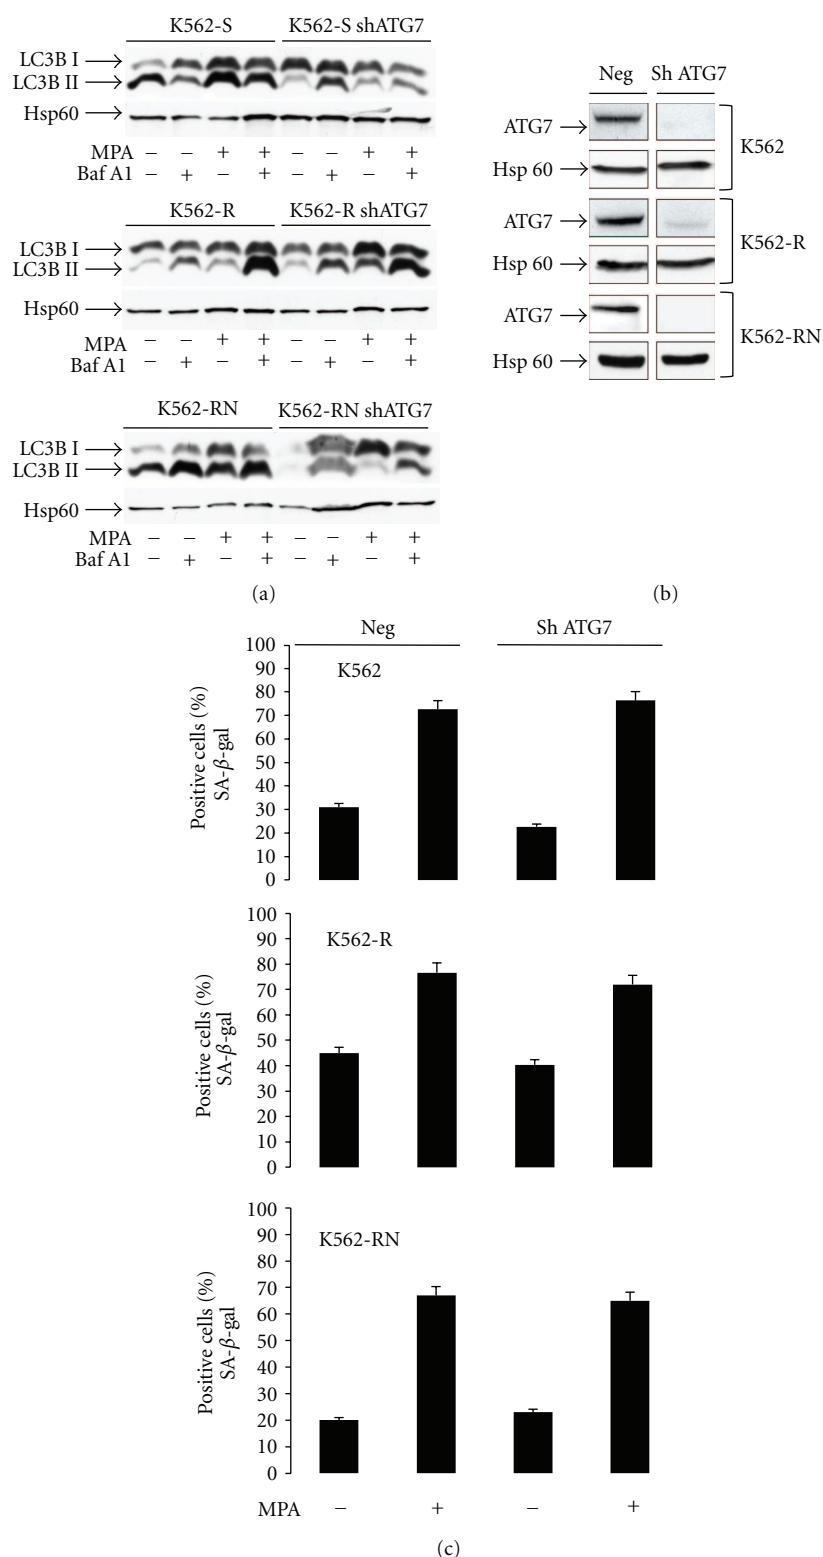 K562-S K562-S shATG7
LC3B I
LC3B II
Hsp60
MPA − − + + − − + +
Baf A1 − + − + − + − +
K562-R K562-R shATG7
LC3B I
LC3B II
Hsp60
MPA − − + + − − + +
Baf A1 − + − + − + − +
K562-RN K562-RN shATG7
LC3B I
LC3B II
Hsp60
MPA − − + + − − + +
Baf A1 − + − + − + − +
(a)
Neg Sh ATG7
ATG7
Hsp 60
K562
ATG7
Hsp 60
K562-R
ATG7
Hsp 60
K562-RN
(b)
Neg Sh ATG7
K562
Positive cells (%)
SA-β-gal
100
90
80
70
60
50
40
30
20
10
0
K562-R
Positive cells (%)
SA-β-gal
100
90
80
70
60
50
40
30
20
10
0
K562-RN
Positive cells (%)
SA-β-gal
100
90
80
70
60
50
40
30
20
10
0
MPA − + − +
(c)